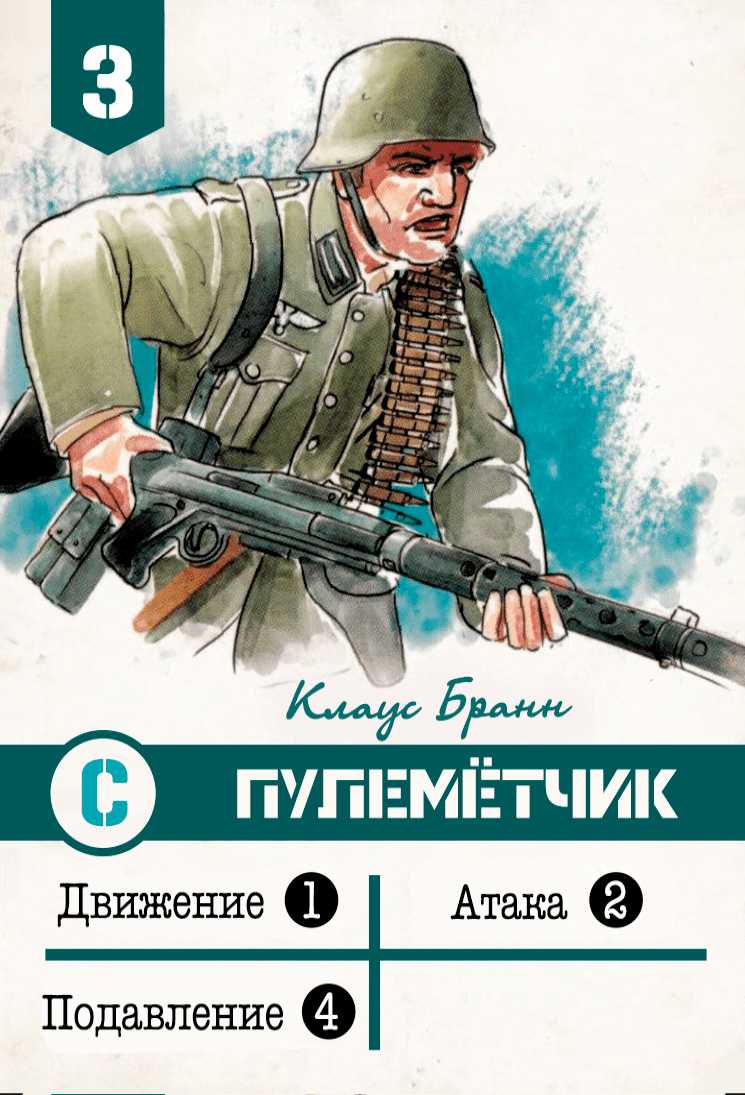 3
Клаус Бранн
С ПУЛЕМЁТЧИК
Движение 1 Атака 2
Подавление 4